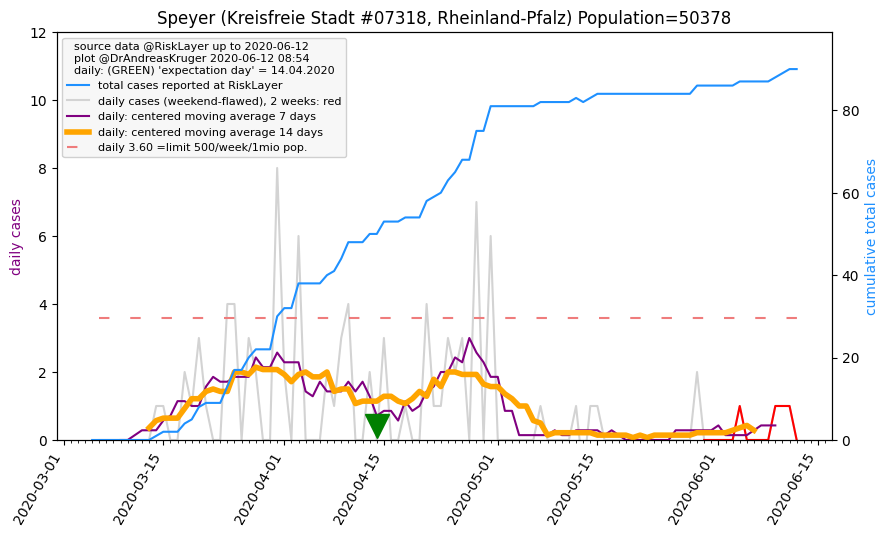 Speyer (Kreisfreie Stadt #07318, Rheinland-Pfalz) Population=50378
source data @RiskLayer up to 2020-06-12
plot @DrAndreasKruger 2020-06-12 08:54
daily: (GREEN) 'expectation day' = 14.04.2020
total cases reported at RiskLayer
daily cases (weekend-flawed), 2 weeks: red
daily: centered moving average 7 days
daily: centered moving average 14 days
daily 3.60 =limit 500/week/1mio pop.
daily cases
12
10
8
6
4
2
0
cumulative total cases
80
60
40
20
0
2020-03-01
2020-03-15
2020-04-01
2020-04-15
2020-05-01
2020-05-15
2020-06-01
2020-06-15